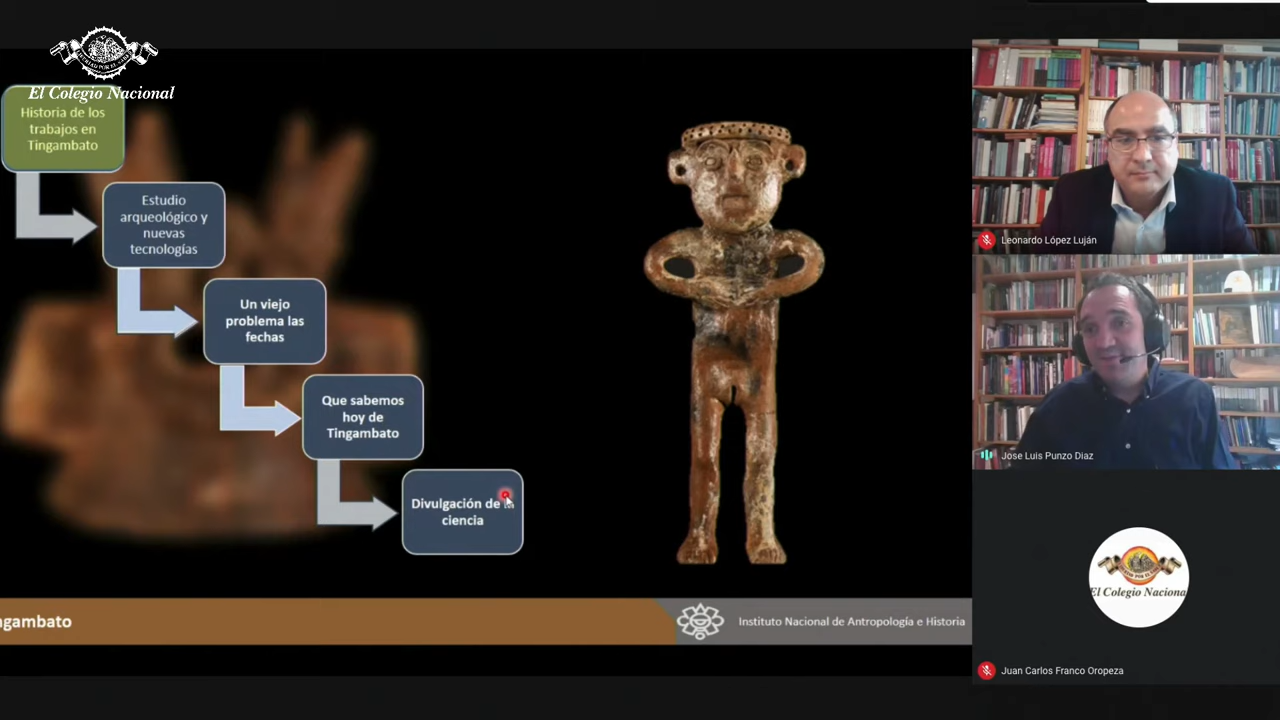 El Colegio Nacional
Historia de los
trabajos en
Tingambato
Estudio
arqueológico y
nuevas
tecnologías
Un viejo
problema las
fechas
Que sabemos
hoy de
Tingambato
Divulgación de la
ciencia
ngambato
Instituto Nacional de Antropología e Historia
Leonardo López Luján
Jose Luis Punzo Diaz
El Colegio Naciona
Juan Carlos Franco Oropeza